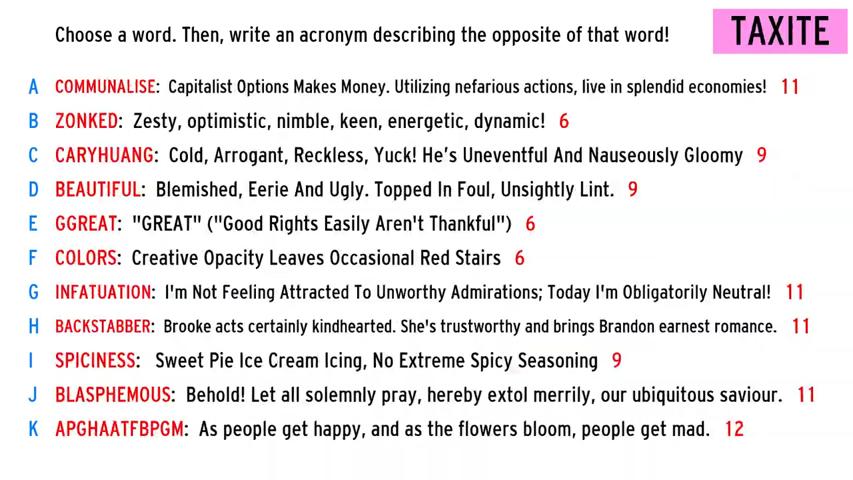 Choose a word. Then, write an acronym describing the opposite of that word!
TAXITE
A COMMUNALISE: Capitalist Options Makes Money. Utilizing nefarious actions, live in splendid economies! 11
B ZONKED: Zesty, optimistic, nimble, keen, energetic, dynamic! 6
C CARYHUANG: Cold, Arrogant, Reckless, Yuck! He's Uneventful And Nauseously Gloomy 9
D BEAUTIFUL: Blemished, Eerie And Ugly. Topped In Foul, Unsightly Lint. 9
E GGREAT: "GREAT" ("Good Rights Easily Aren't Thankful") 6
F COLORS: Creative Opacity Leaves Occasional Red Stairs 6
G INFATUATION: I'm Not Feeling Attracted To Unworthy Admirations; Today I'm Obligatorily Neutral! 11
H BACKSTABBER: Brooke acts certainly kindhearted. She's trustworthy and brings Brandon earnest romance. 11
I SPICINESS: Sweet Pie Ice Cream Icing, No Extreme Spicy Seasoning 9
J BLASPHEMOUS: Behold! Let all solemnly pray, hereby extol merrily, our ubiquitous saviour. 11
K APGHAATFBPGM: As people get happy, and as the flowers bloom, people get mad. 12